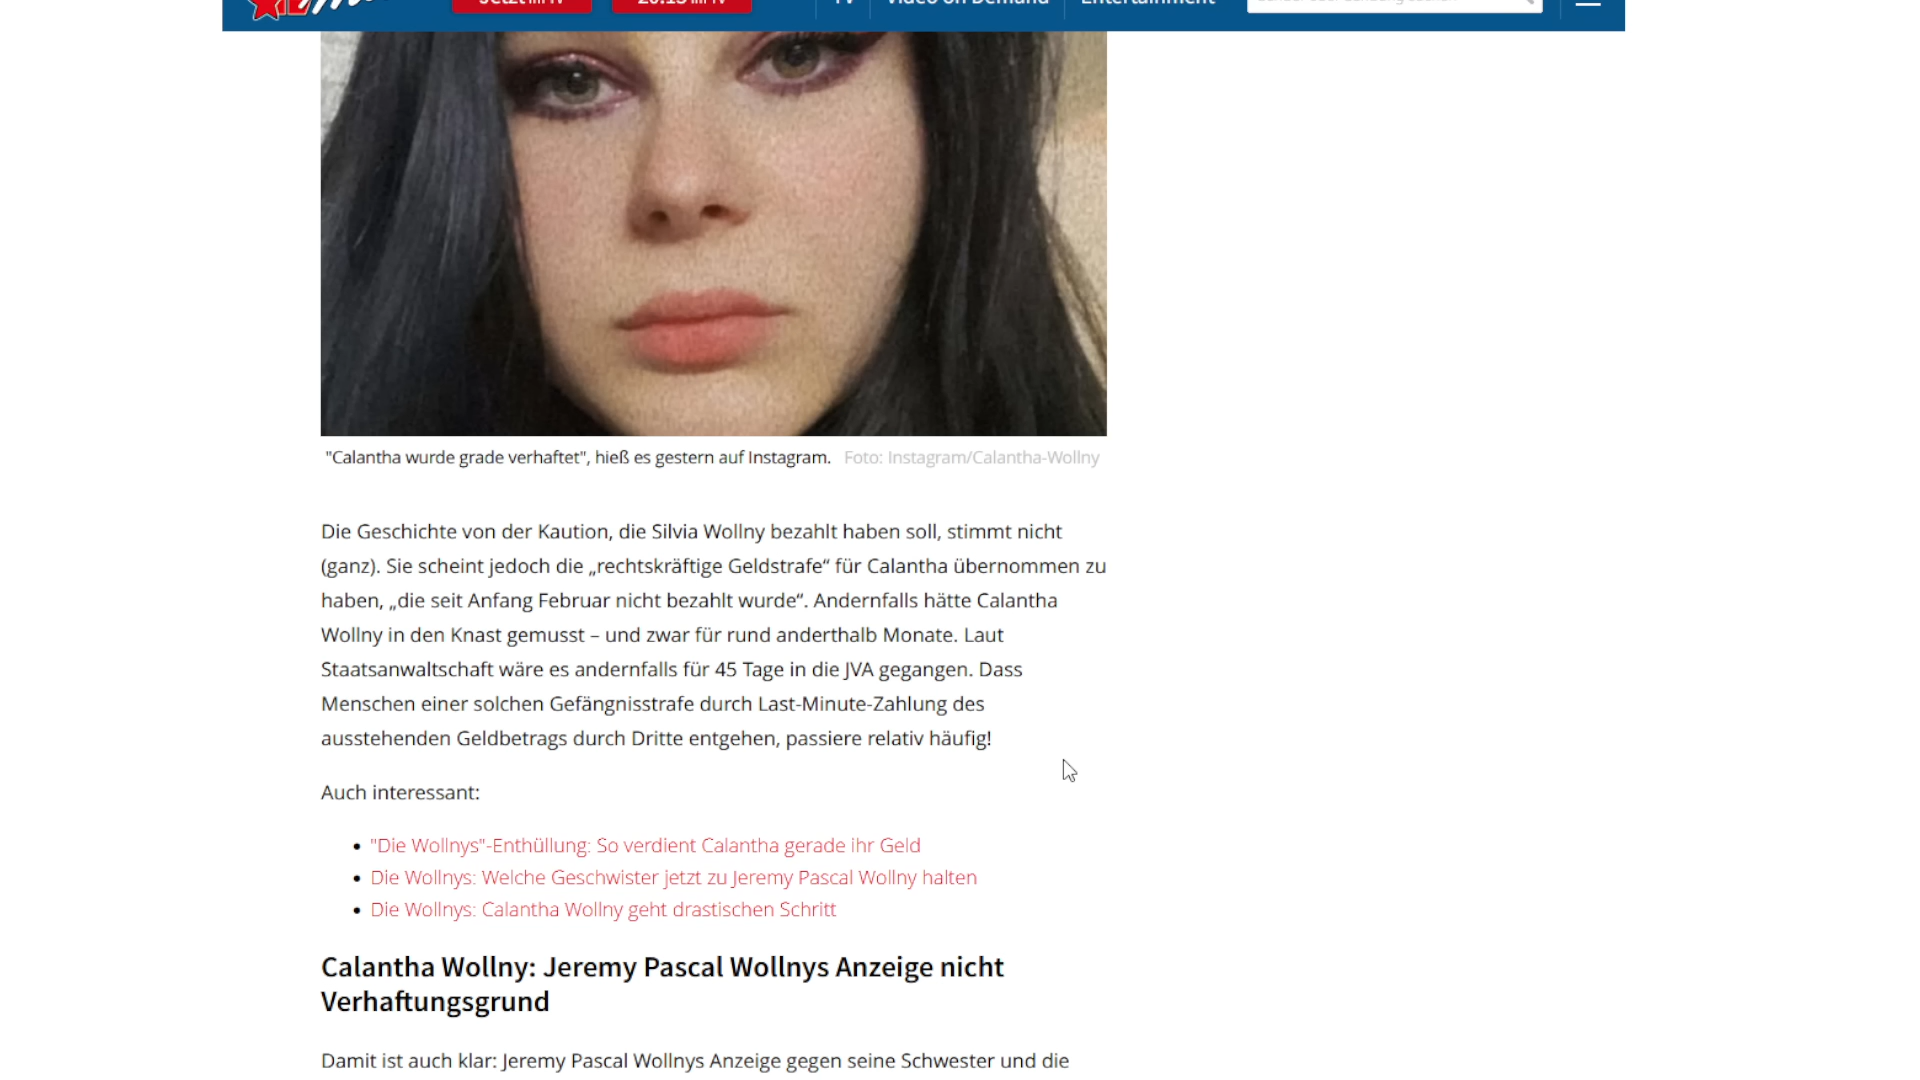 Jetzt im TV
20:15 im TV
TV
Video on Demand
Entertainment
"Calantha wurde grade verhaftet", hieß es gestern auf Instagram. Foto: Instagram/Calantha-Wollny
Die Geschichte von der Kaution, die Silvia Wollny bezahlt haben soll, stimmt nicht
(ganz). Sie scheint jedoch die „rechtskräftige Geldstrafe“ für Calantha übernommen zu
haben, „die seit Anfang Februar nicht bezahlt wurde“. Andernfalls hätte Calantha
Wollny in den Knast gemusst – und zwar für rund anderthalb Monate. Laut
Staatsanwaltschaft wäre es andernfalls für 45 Tage in die JVA gegangen. Dass
Menschen einer solchen Gefängnisstrafe durch Last-Minute-Zahlung des
ausstehenden Geldbetrags durch Dritte entgehen, passiere relativ häufig!
Auch interessant:
"Die Wollnys"-Enthüllung: So verdient Calantha gerade ihr Geld
Die Wollnys: Welche Geschwister jetzt zu Jeremy Pascal Wollny halten
Die Wollnys: Calantha Wollny geht drastischen Schritt
Calantha Wollny: Jeremy Pascal Wollnys Anzeige nicht
Verhaftungsgrund
Damit ist auch klar: Jeremy Pascal Wollnys Anzeige gegen seine Schwester und die